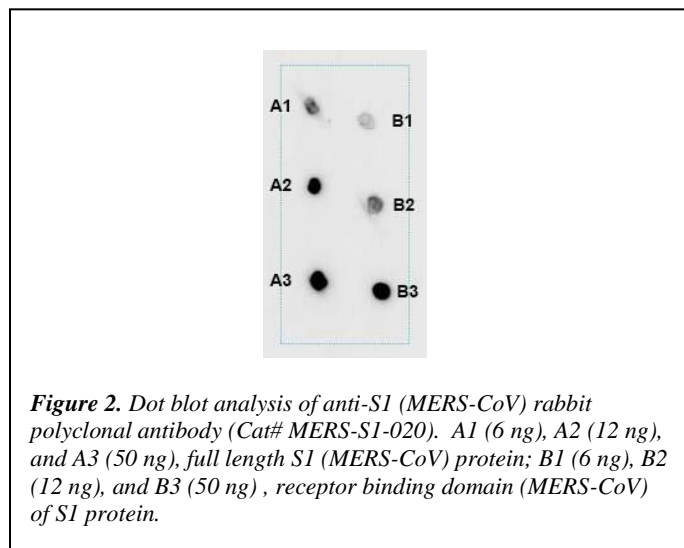 A1
B1
A2
B2
A3
B3
Figure 2. Dot blot analysis of anti-S1 (MERS-CoV) rabbit
polyclonal antibody (Cat# MERS-S1-020). A1 (6 ng), A2 (12 ng),
and A3 (50 ng), full length S1 (MERS-CoV) protein; B1 (6 ng), B2
(12 ng), and B3 (50 ng) , receptor binding domain (MERS-CoV)
of S1 protein.